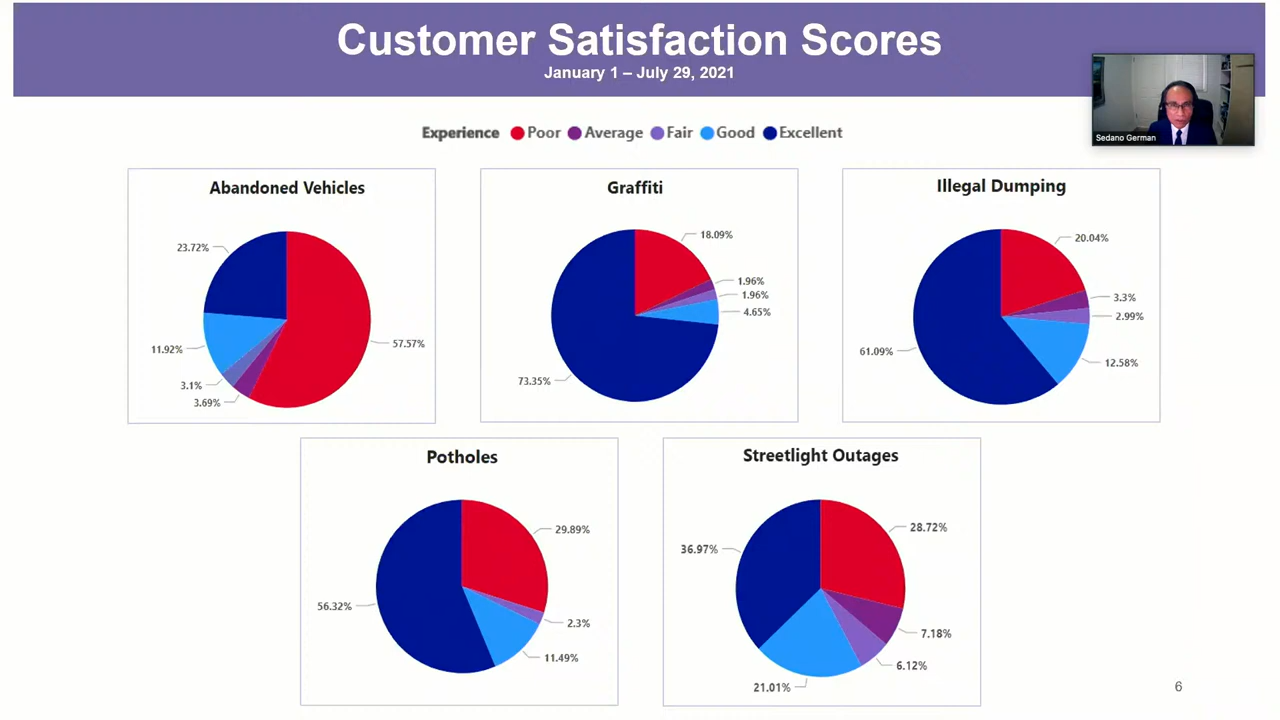 Customer Satisfaction Scores
January 1 – July 29, 2021
Sedano German
Experience Poor Average Fair Good Excellent
Abandoned Vehicles
23.72%
11.92%
3.1%
3.69%
57.57%
Graffiti
18.09%
1.96%
1.96%
4.65%
73.35%
Illegal Dumping
20.04%
3.3%
2.99%
12.58%
61.09%
Potholes
29.89%
2.3%
11.49%
56.32%
Streetlight Outages
28.72%
7.18%
6.12%
21.01%
36.97%
6